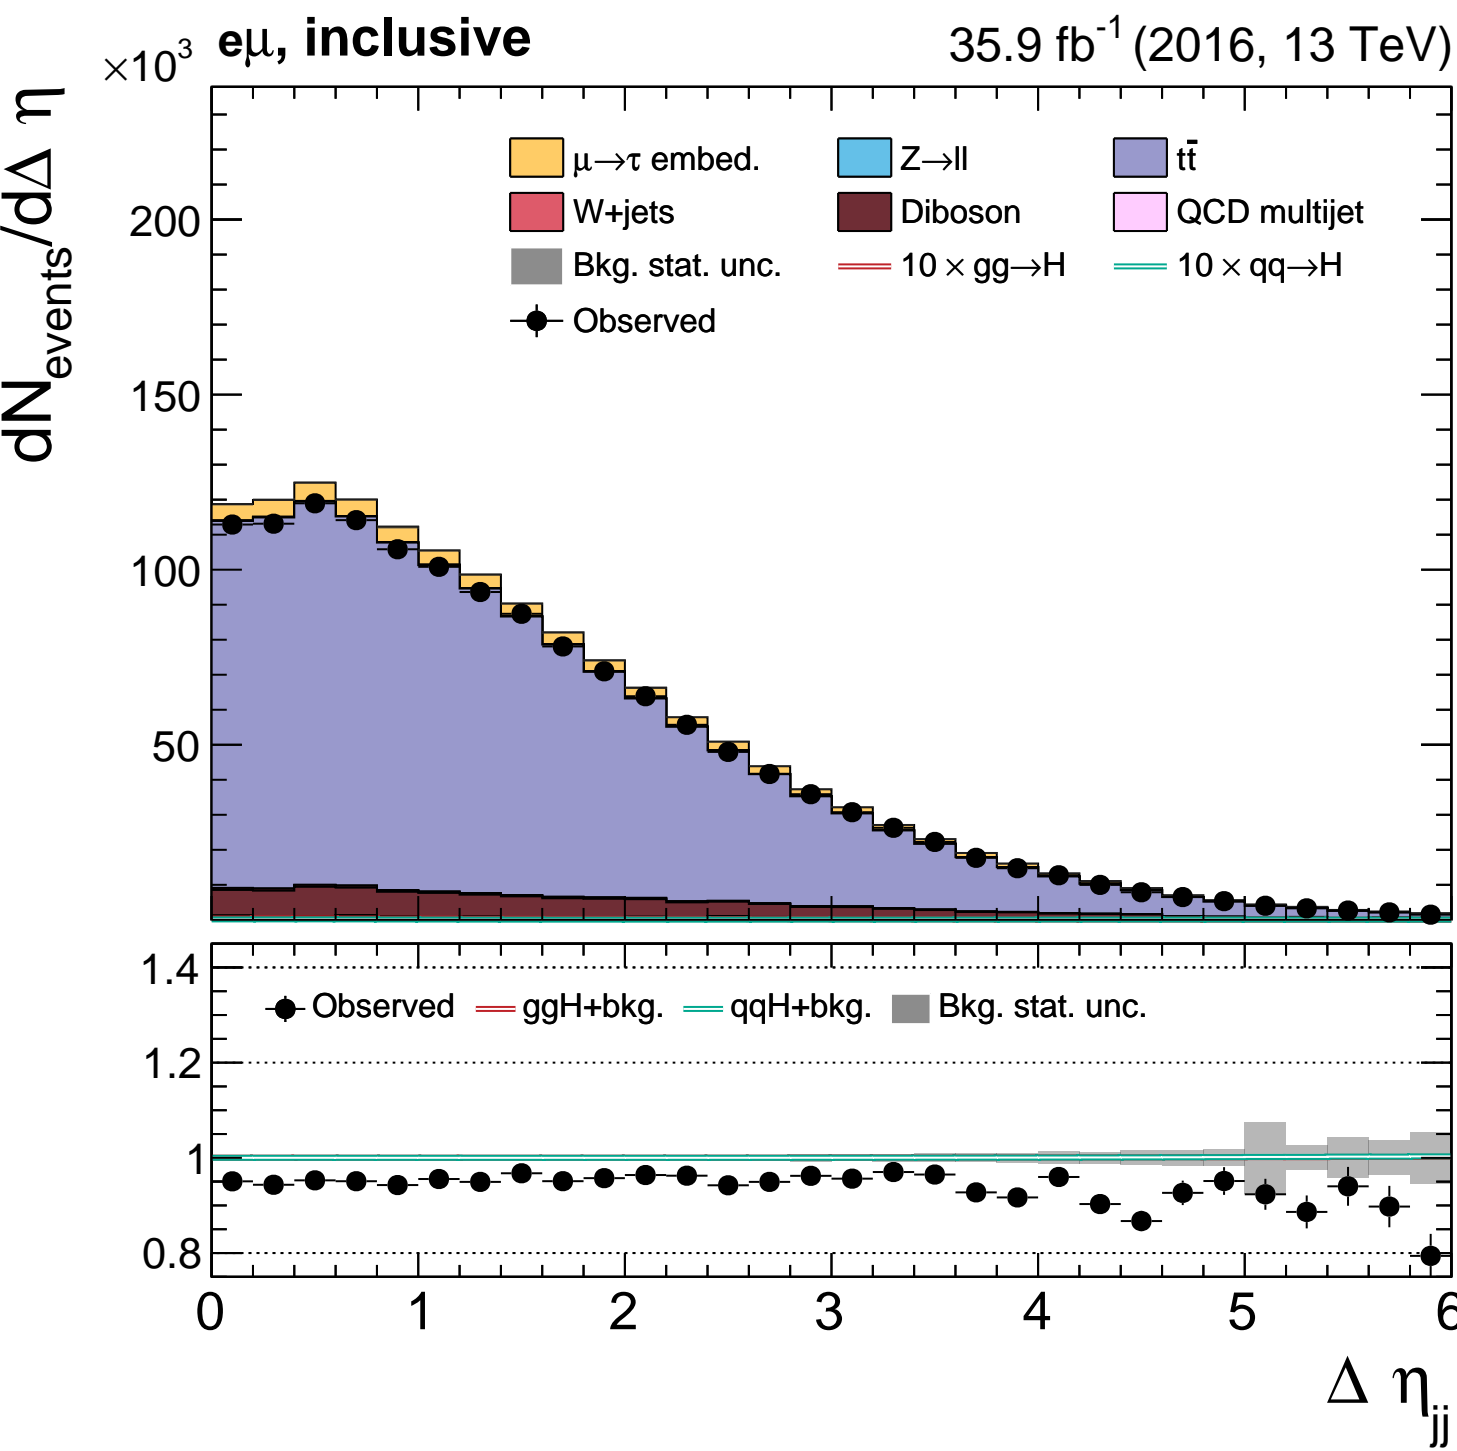 ×10³ eμ, inclusive 35.9 fb⁻¹ (2016, 13 TeV)
dN_events/dΔ η
μ→τ embed. Z→ll tt̄
W+jets Diboson QCD multijet
Bkg. stat. unc. 10 × gg→H 10 × qq→H
Observed
200
150
100
50
1.4
Observed ggH+bkg. qqH+bkg. Bkg. stat. unc.
1.2
1
0.8
0 1 2 3 4 5 6
Δ η_jj